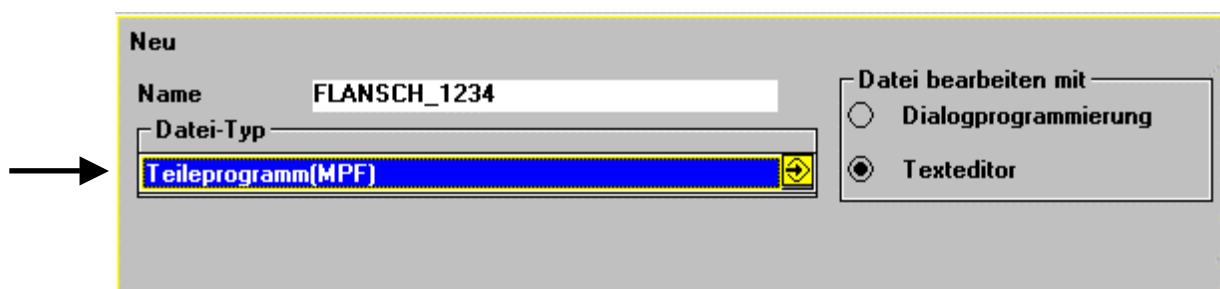 Neu
Name FLANSCH_1234
Datei-Typ
Teileprogramm(MPF)
Datei bearbeiten mit
Dialogprogrammierung
Texteditor